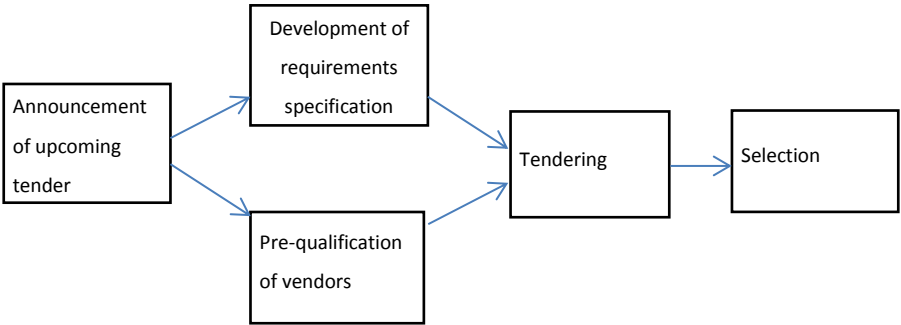 Announcement
of upcoming
tender
Development of
requirements
specification
Pre-qualification
of vendors
Tendering
Selection